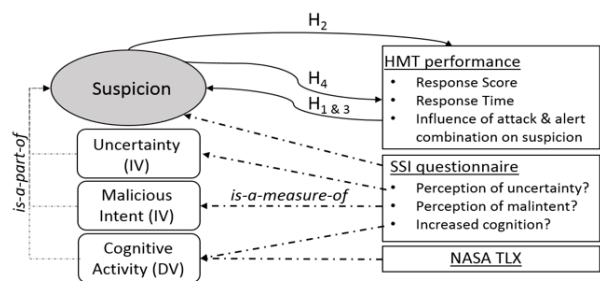 H2
HMT performance
• Response Score
• Response Time
• Influence of attack & alert
combination on suspicion
Suspicion
H4
H1 & 3
Uncertainty
(IV)
Malicious
Intent (IV)
Cognitive
Activity (DV)
is-a-part-of
is-a-measure-of
SSI questionnaire
• Perception of uncertainty?
• Perception of malintent?
• Increased cognition?
NASA TLX